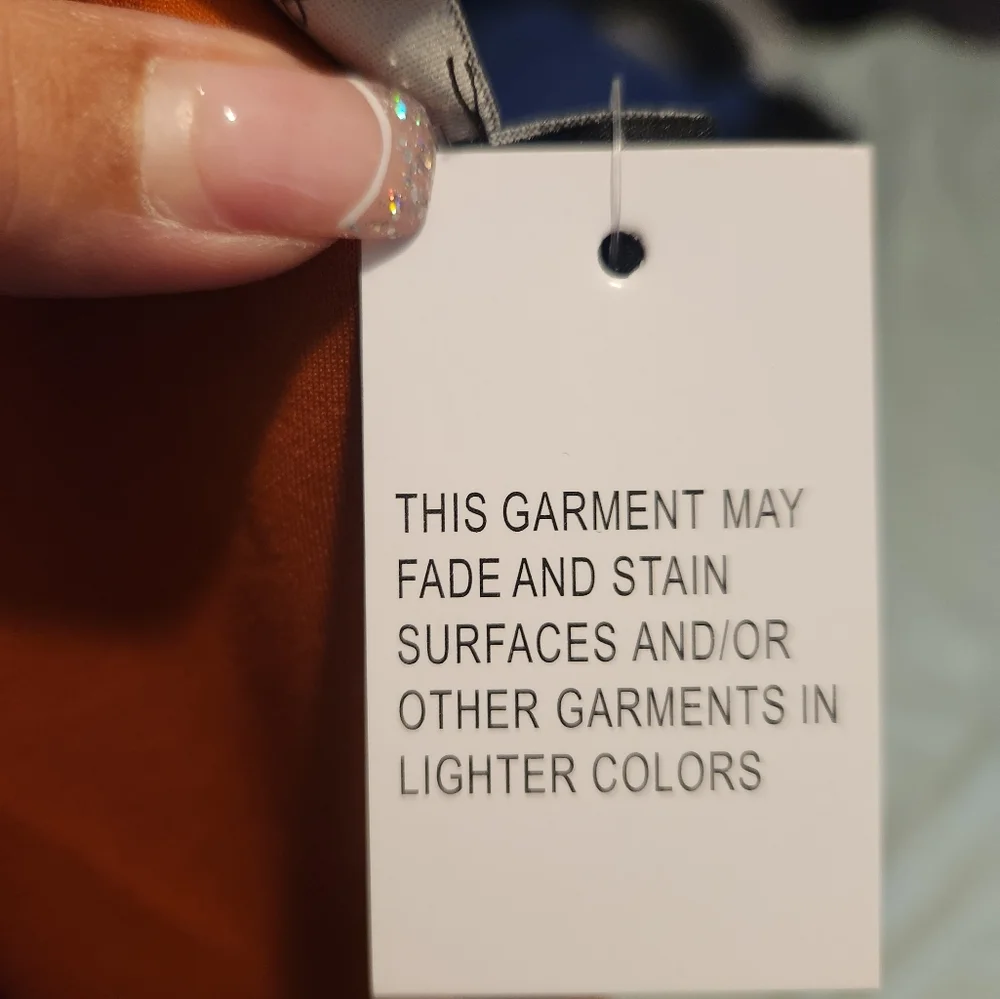 THIS GARMENT MAY
FADE AND STAIN
SURFACES AND/OR
OTHER GARMENTS IN
LIGHTER COLORS